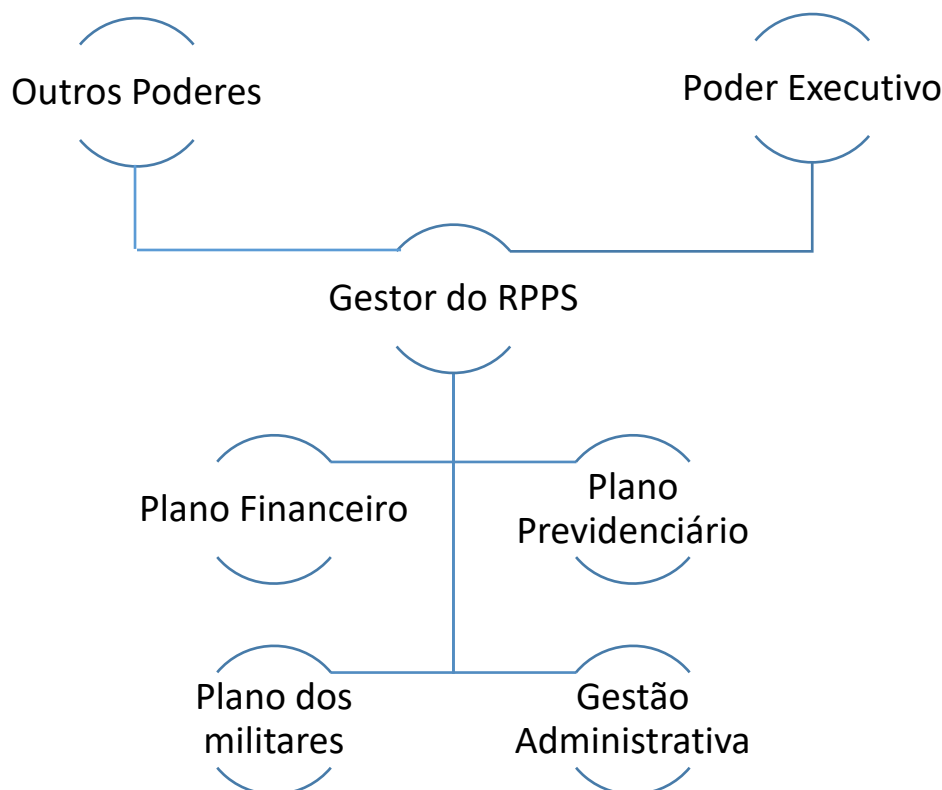 Outros Poderes
Poder Executivo
Gestor do RPPS
Plano Financeiro
Plano
Previdenciário
Plano dos
militares
Gestão
Administrativa